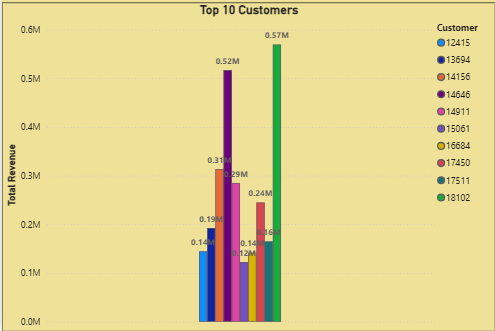 Top 10 Customers
Total Revenue
0.6M
0.5M
0.4M
0.3M
0.2M
0.1M
0.0M
0.14M
0.19M
0.31M
0.52M
0.29M
0.12M
0.14M
0.24M
0.16M
0.57M
Customer
12415
13694
14156
14646
14911
15061
16684
17450
17511
18102